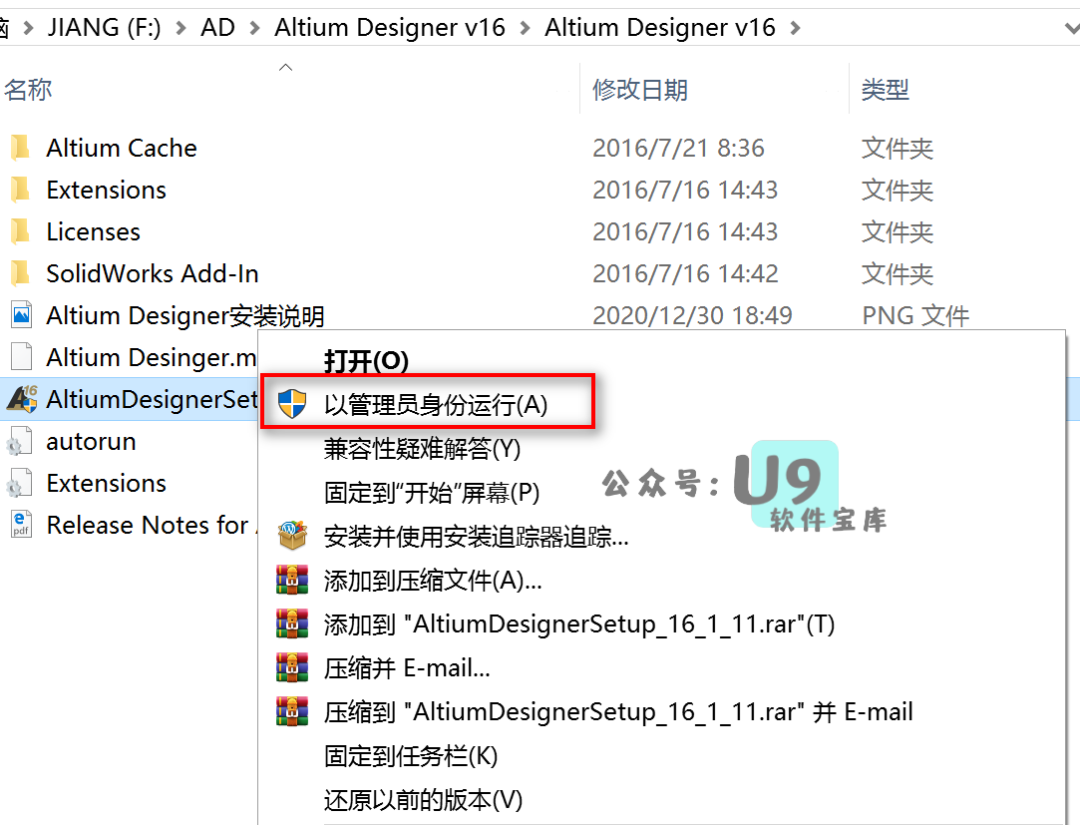 JIANG (F:) > AD > Altium Designer v16 > Altium Designer v16 >
名称 修改日期 类型
Altium Cache 2016/7/21 8:36 文件夹
Extensions 2016/7/16 14:43 文件夹
Licenses 2016/7/16 14:43 文件夹
SolidWorks Add-In 2016/7/16 14:42 文件夹
Altium Designer安装说明 2020/12/30 18:49 PNG 文件
Altium Desinger.m
AltiumDesignerSet
autorun
Extensions
Release Notes for
打开(O)
以管理员身份运行(A)
兼容性疑难解答(Y)
固定到“开始”屏幕(P)
安装并使用安装追踪器追踪...
添加到压缩文件(A)...
添加到 "AltiumDesignerSetup_16_1_11.rar"(T)
压缩并 E-mail...
压缩到 "AltiumDesignerSetup_16_1_11.rar" 并 E-mail
固定到任务栏(K)
还原以前的版本(V)
公众号: U9
软件宝库